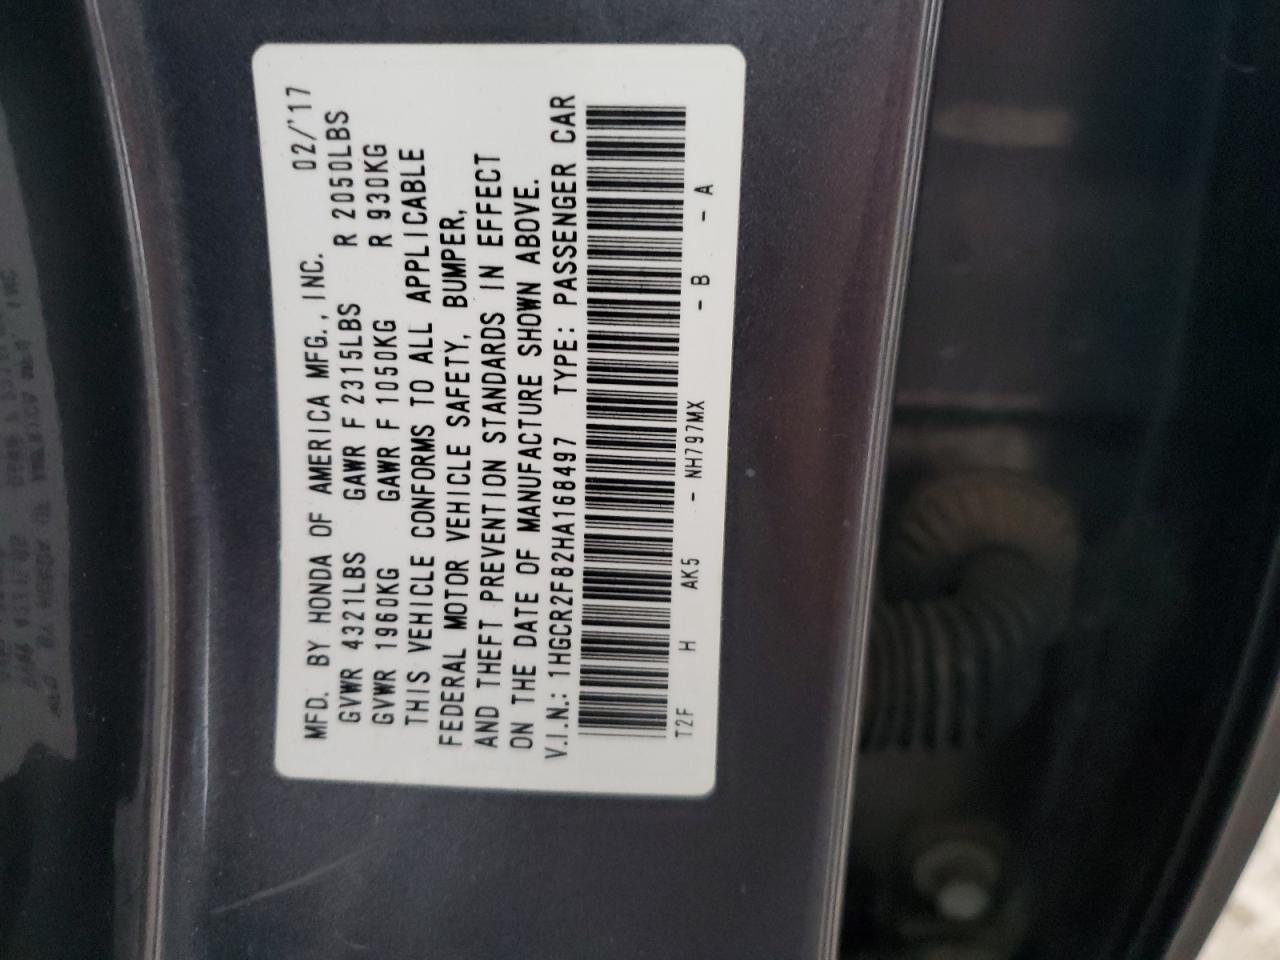 MFD. BY HONDA OF AMERICA MFG., INC. 02/'17
GVWR 4321LBS GAWR F 2315LBS R 2050LBS
GVWR 1960KG GAWR F 1050KG R 930KG
THIS VEHICLE CONFORMS TO ALL APPLICABLE
FEDERAL MOTOR VEHICLE SAFETY, BUMPER,
AND THEFT PREVENTION STANDARDS IN EFFECT
ON THE DATE OF MANUFACTURE SHOWN ABOVE.
V.I.N.: 1HGCR2F82HA168497 TYPE: PASSENGER CAR
T2F H AK5 - NH797MX - B - A